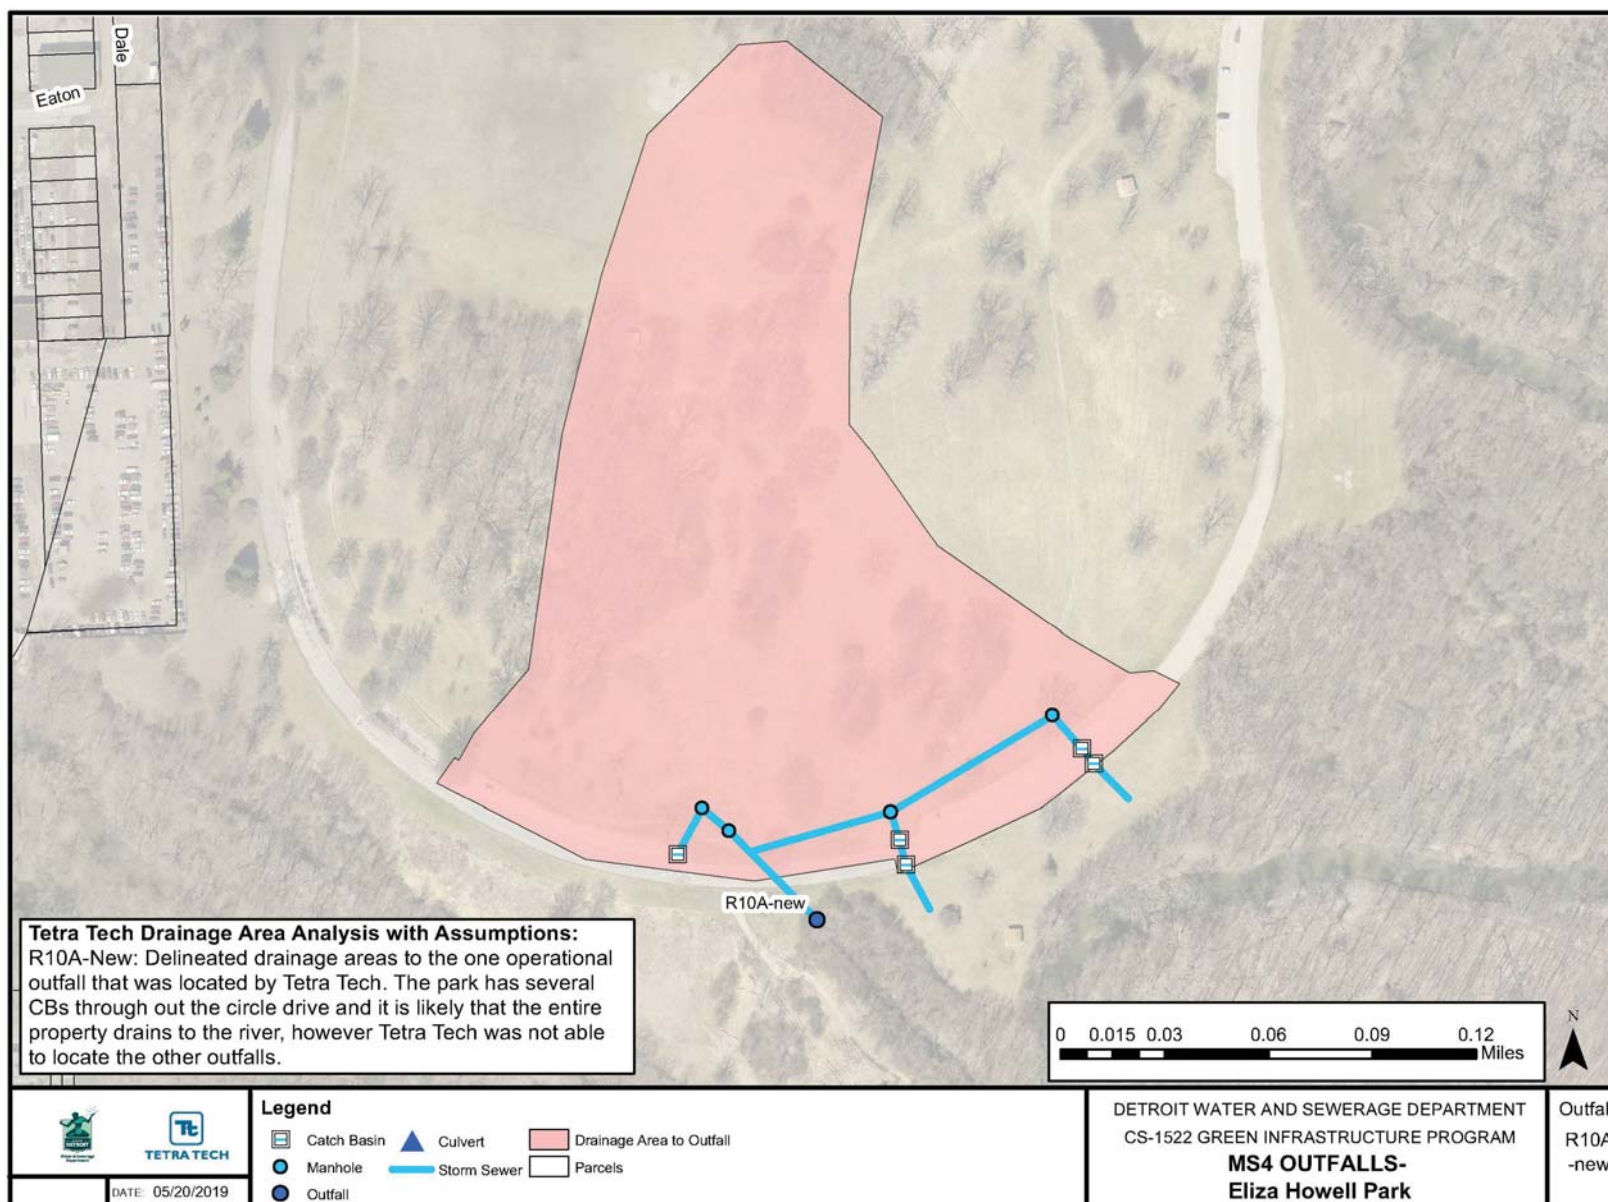 Dale
Eaton
R10A-new
Tetra Tech Drainage Area Analysis with Assumptions:
R10A-New: Delineated drainage areas to the one operational
outfall that was located by Tetra Tech. The park has several
CBs through out the circle drive and it is likely that the entire
property drains to the river, however Tetra Tech was not able
to locate the other outfalls.
0 0.015 0.03 0.06 0.09 0.12
Miles
N
DETROIT
Tt
TETRA TECH
DATE: 05/20/2019
Legend
Catch Basin
Manhole
Outfall
Culvert
Storm Sewer
Drainage Area to Outfall
Parcels
DETROIT WATER AND SEWERAGE DEPARTMENT
CS-1522 GREEN INFRASTRUCTURE PROGRAM
MS4 OUTFALLS-
Eliza Howell Park
Outfal
R10A
-new